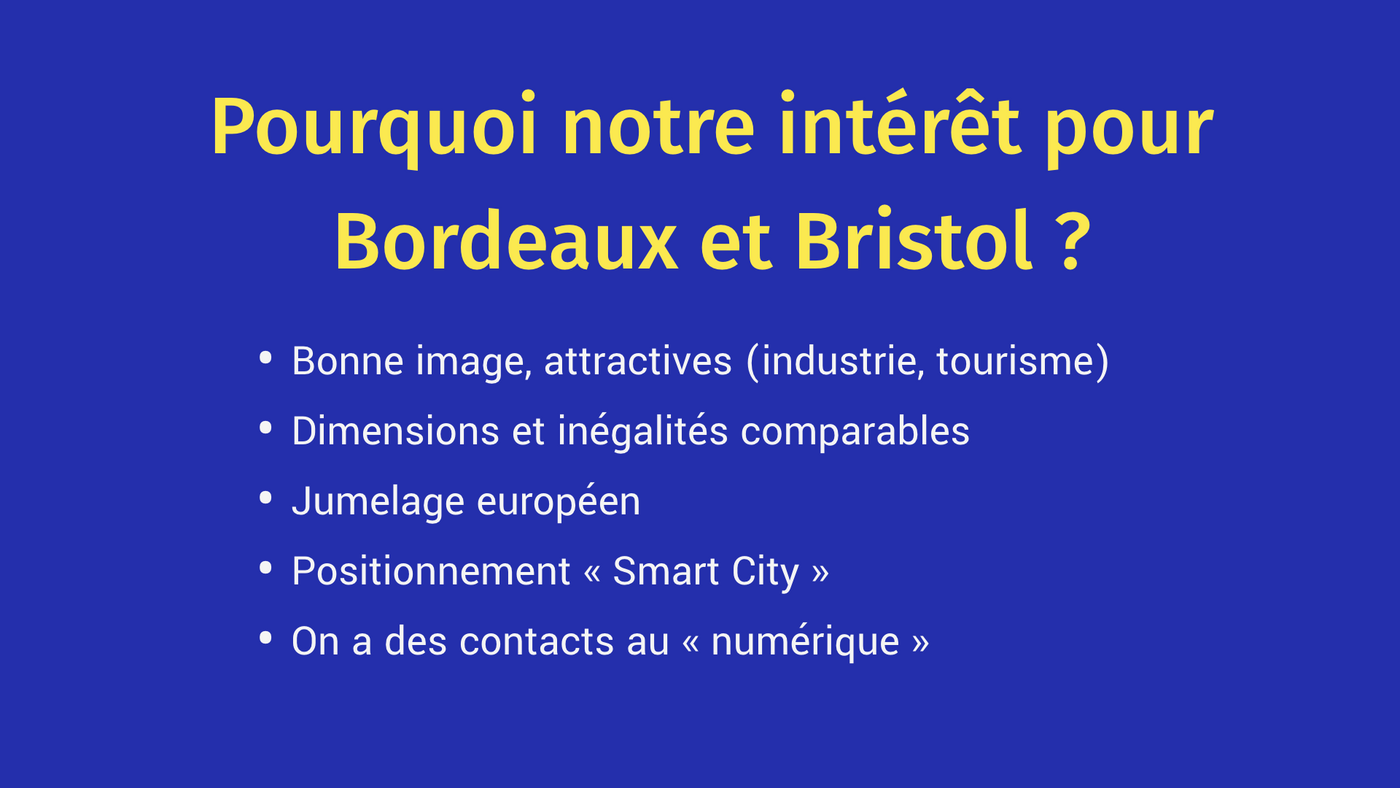 Pourquoi notre intérêt pour
Bordeaux et Bristol ?
• Bonne image, attractives (industrie, tourisme)
• Dimensions et inégalités comparables
• Jumelage européen
• Positionnement « Smart City »
• On a des contacts au « numérique »